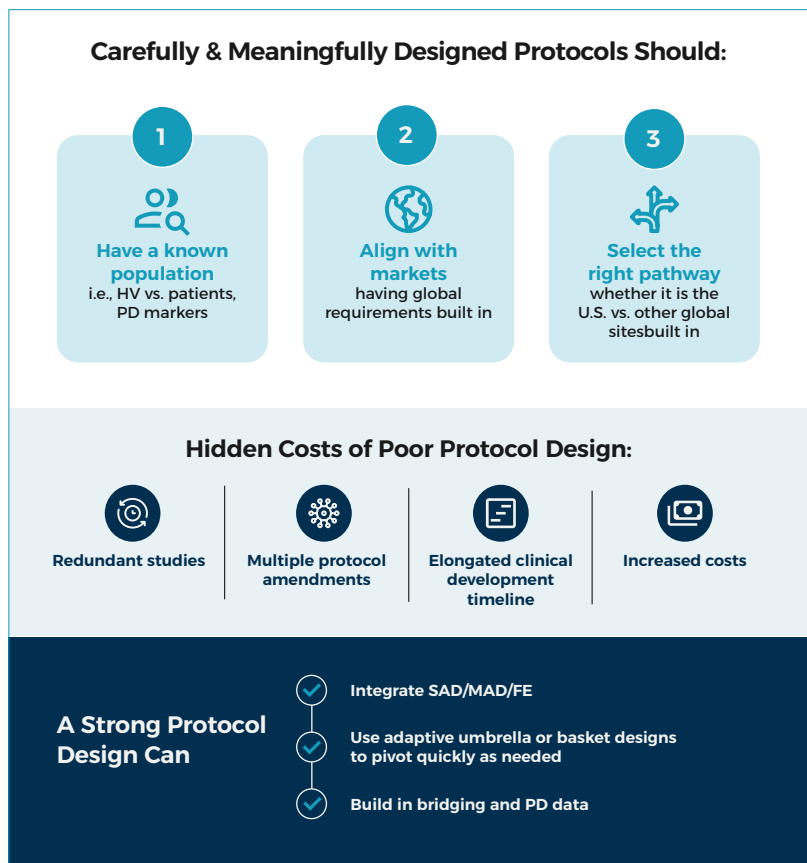 Carefully & Meaningfully Designed Protocols Should:
1
Have a known
population
i.e., HV vs. patients,
PD markers
2
Align with
markets
having global
requirements built in
3
Select the
right pathway
whether it is the
U.S. vs. other global
sitesbuilt in
Hidden Costs of Poor Protocol Design:
Redundant studies
Multiple protocol
amendments
Elongated clinical
development
timeline
Increased costs
A Strong Protocol
Design Can
Integrate SAD/MAD/FE
Use adaptive umbrella or basket designs
to pivot quickly as needed
Build in bridging and PD data